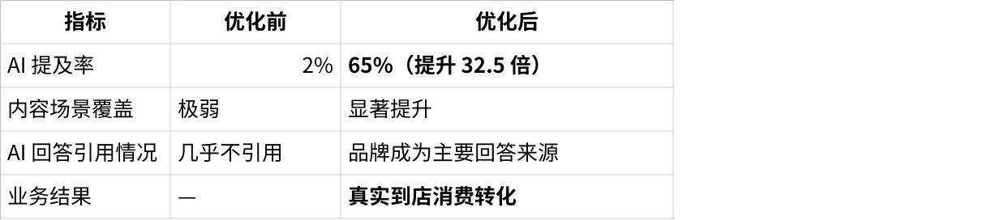 指标 优化前 优化后
AI 提及率 2% 65%（提升 32.5 倍）
内容场景覆盖 极弱 显著提升
AI 回答引用情况 几乎不引用 品牌成为主要回答来源
业务结果 — 真实到店消费转化